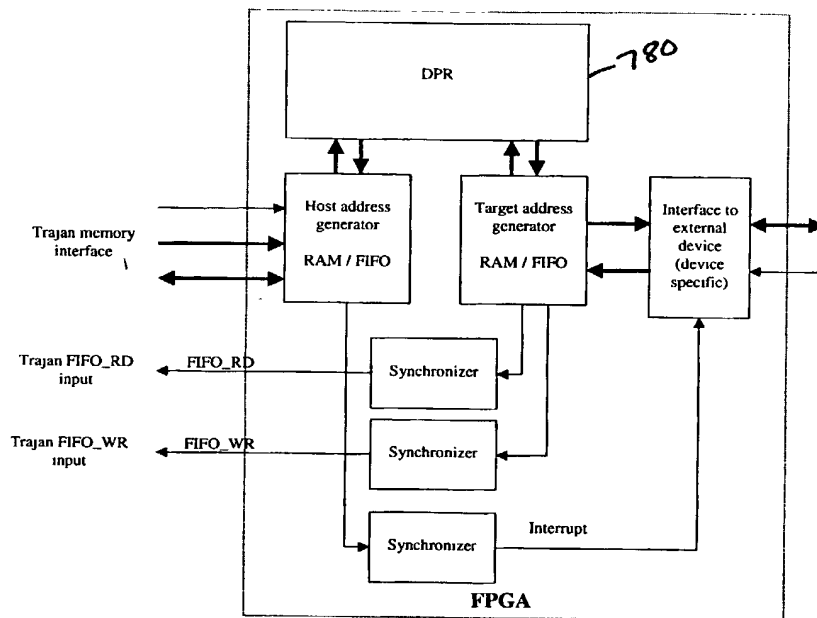 780
DPR
Host address
generator
RAM / FIFO
Target address
generator
RAM / FIFO
Interface to
external
device
(device
specific)
Trajan memory
interface
Trajan FIFO_RD
input
FIFO_RD
Synchronizer
Trajan FIFO_WR
input
FIFO_WR
Synchronizer
Synchronizer
Interrupt
FPGA